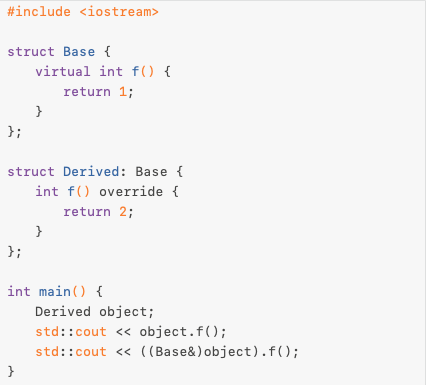 #include <iostream>

struct Base {
    virtual int f() {
        return 1;
    }
};

struct Derived: Base {
    int f() override {
        return 2;
    }
};

int main() {
    Derived object;
    std::cout << object.f();
    std::cout << ((Base&)object).f();
}